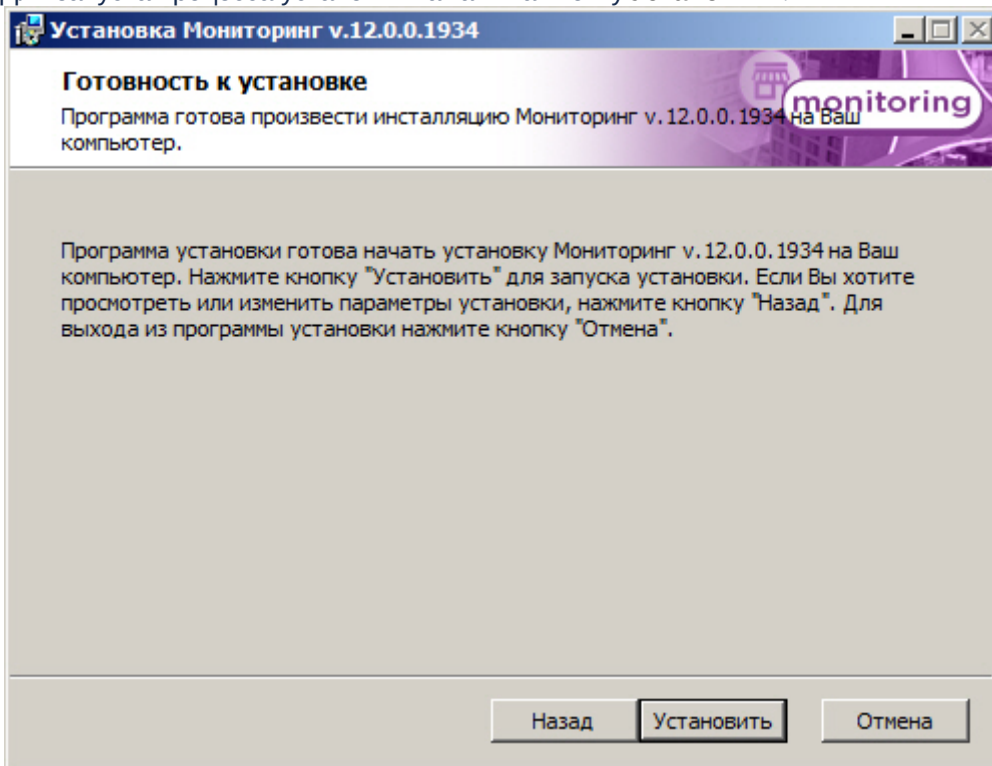 Установка Мониторинг v.12.0.0.1934
Готовность к установке
Программа готова произвести инсталляцию Мониторинг v.12.0.0.1934 на Ваш
компьютер.
monitoring
Программа установки готова начать установку Мониторинг v.12.0.0.1934 на Ваш
компьютер. Нажмите кнопку "Установить" для запуска установки. Если Вы хотите
просмотреть или изменить параметры установки, нажмите кнопку "Назад". Для
выхода из программы установки нажмите кнопку "Отмена".
Назад
Установить
Отмена